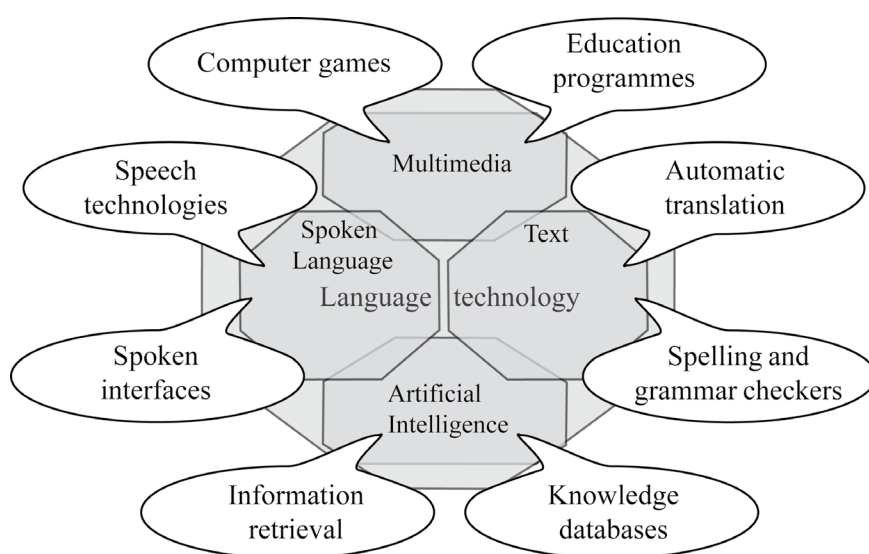 Computer games
Education
programmes
Multimedia
Speech
technologies
Automatic
translation
Spoken
Language
Text
Language technology
Spoken
interfaces
Spelling and
grammar checkers
Artificial
Intelligence
Information
retrieval
Knowledge
databases